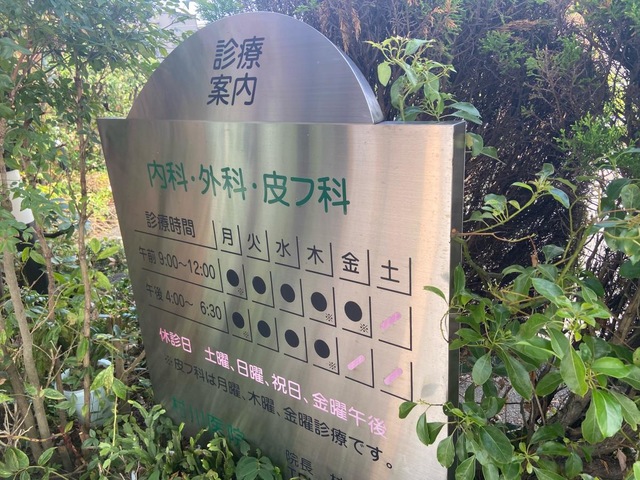 診療
案内
内科・外科・皮フ科
診療時間 月 火 水 木 金 土
午前 9:00～12:00 ●※ ● ● ●※ ●※
午後 4:00～ 6:30 ●※ ● ● ●※ ※
休診日 土曜、日曜、祝日、金曜午後
※皮フ科は月曜、木曜、金曜診療です。
院長